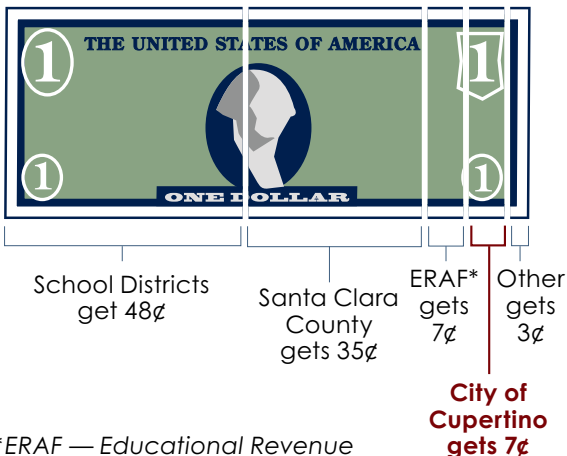 1
THE UNITED STATES OF AMERICA
1
1
1
ONE DOLLAR
School Districts
get 48¢
Santa Clara
County
gets 35¢
ERAF*
gets
7¢
Other
gets
3¢
City of
Cupertino
gets 7¢
*ERAF — Educational Revenue